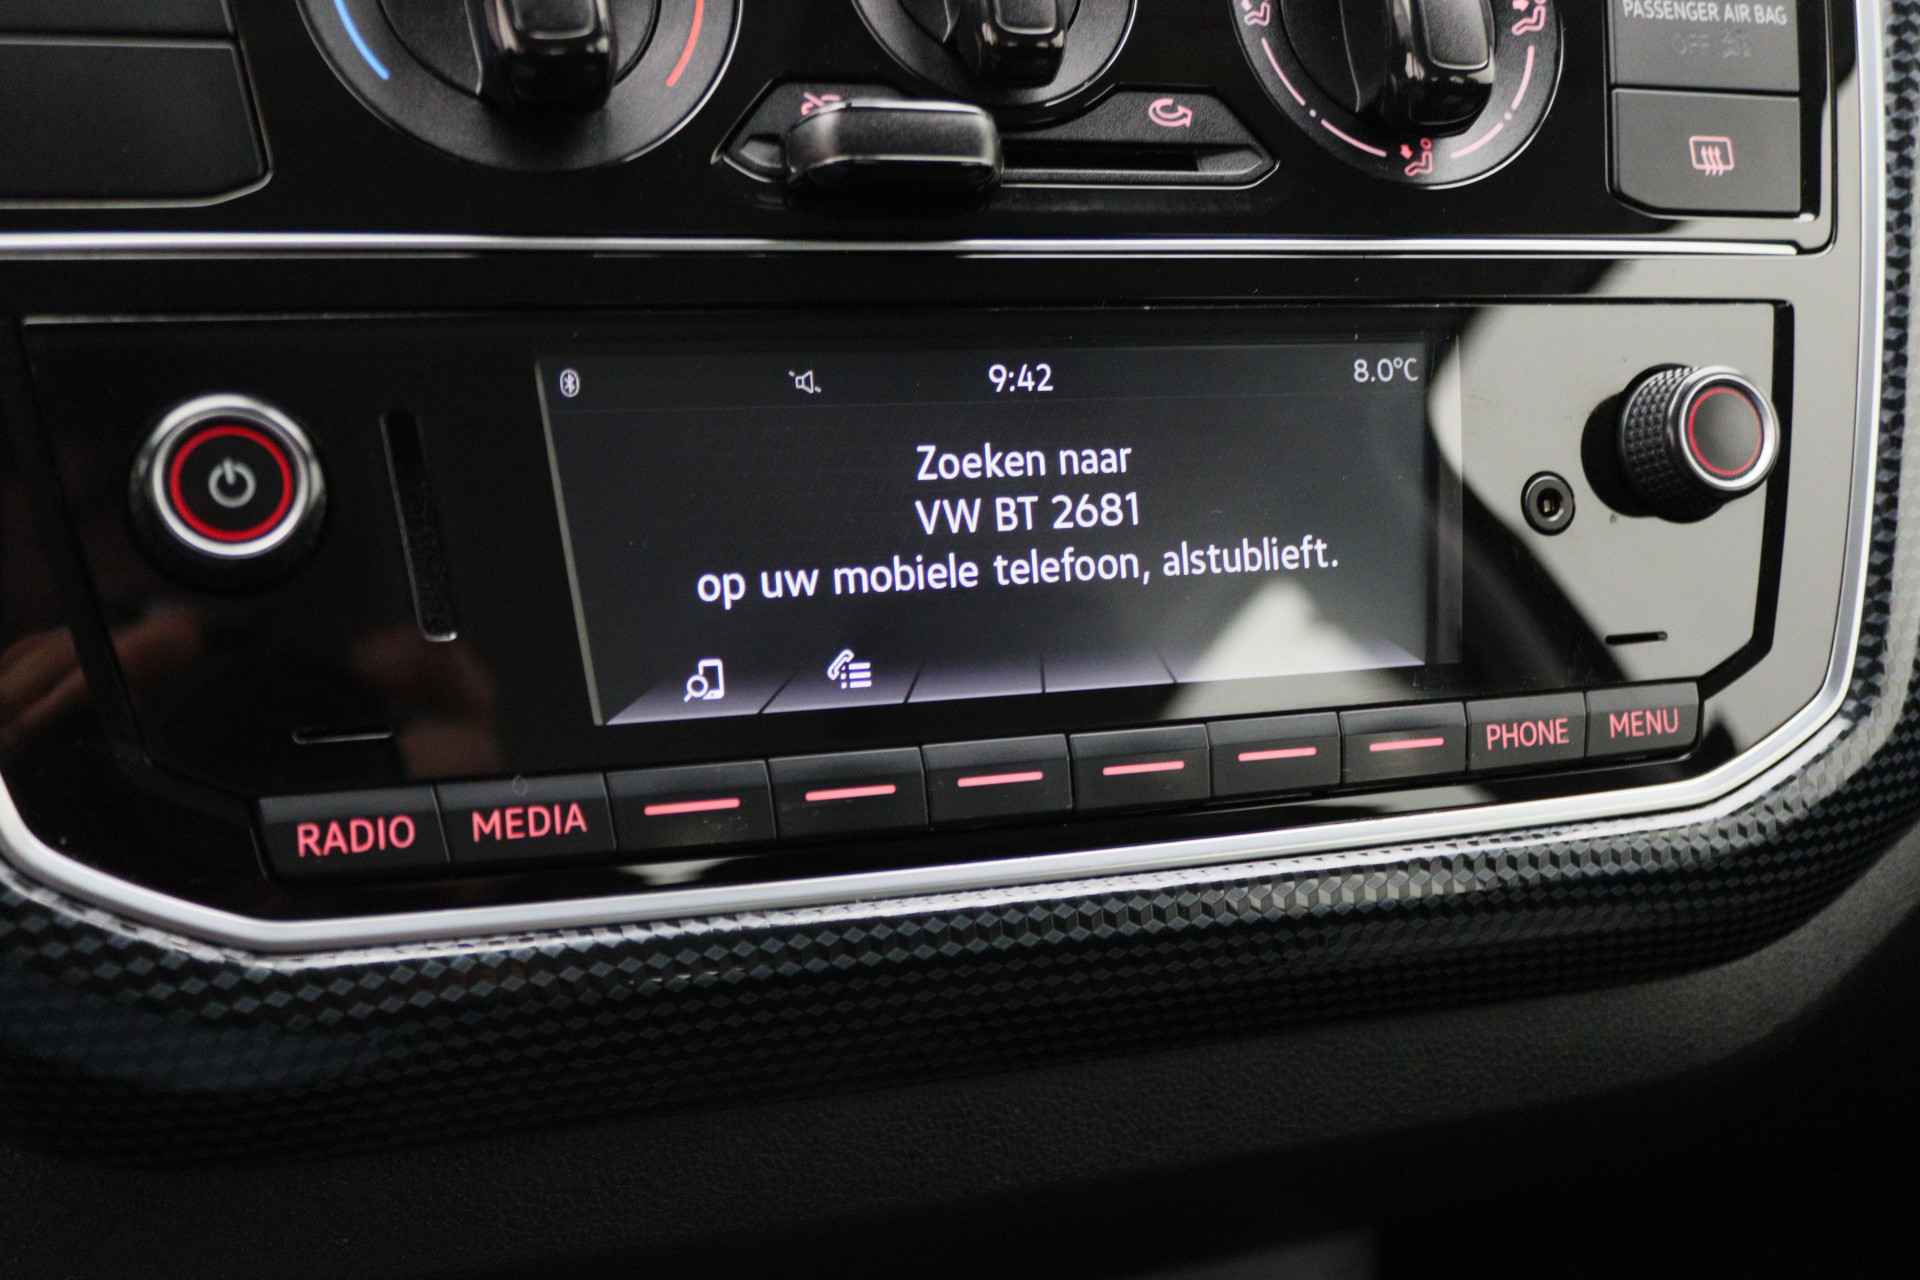 PASSENGER AIR BAG
OFF
9:42
8.0°C
Zoeken naar
VW BT 2681
op uw mobiele telefoon, alstublieft.
RADIO
MEDIA
PHONE
MENU